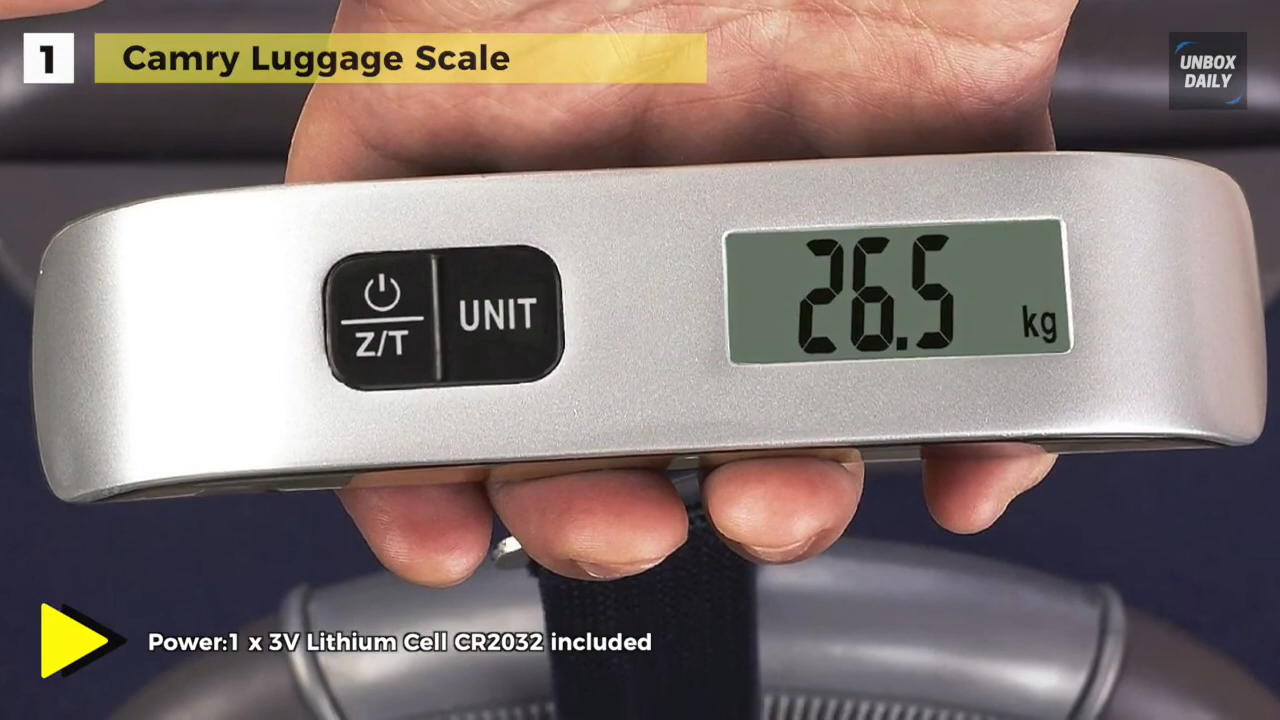 1 Camry Luggage Scale
UNBOX
DAILY
26.5 kg
Z/T
UNIT
Power:1 x 3V Lithium Cell CR2032 included